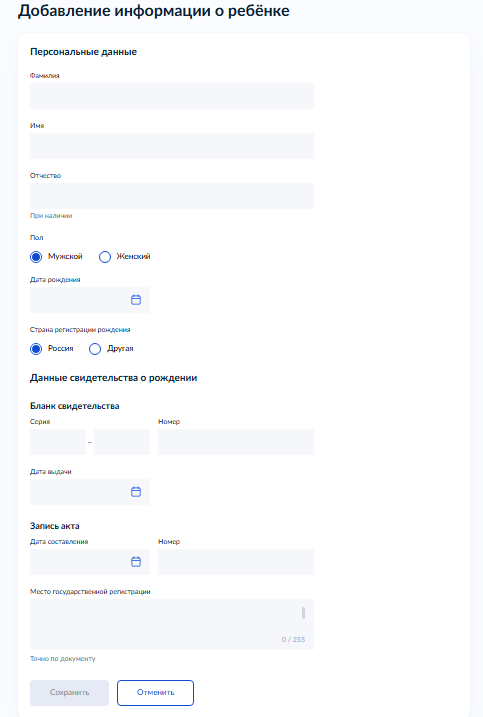 Добавление информации о ребёнке
Персональные данные
Фамилия
Имя
Отчество
При наличии
Пол
Мужской Женский
Дата рождения
Страна регистрации рождения
Россия Другая
Данные свидетельства о рождении
Бланк свидетельства
Серия Номер
–
Дата выдачи
Запись акта
Дата составления Номер
Место государственной регистрации
0 / 255
Точно по документу
Сохранить Отменить